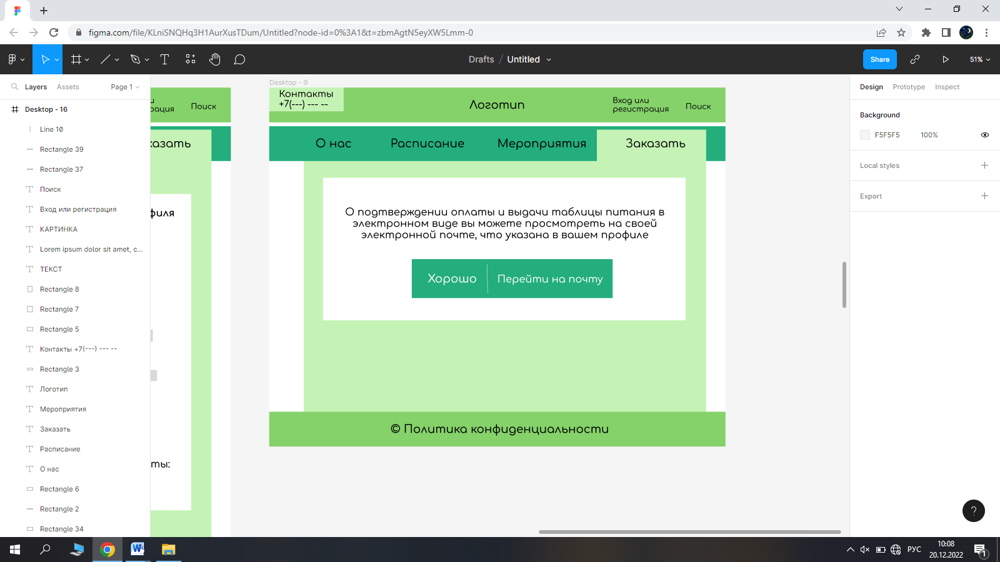 figma.com/file/KLniSNQHq3H1AurXusTDum/Untitled?node-id=0%3A1&t=zbmAgtN5eyXW5Lmm-0
Drafts / Untitled
Share
51%
Layers
Assets
Page 1
Desktop - 16
Line 10
Rectangle 39
Rectangle 37
Поиск
Вход или регистрация
КАРТИНКА
Lorem ipsum dolor sit amet, c...
ТЕКСТ
Rectangle 8
Rectangle 7
Rectangle 5
Контакты +7(---) --- --
Rectangle 3
Логотип
Мероприятия
Заказать
Расписание
О нас
Rectangle 6
Rectangle 2
Rectangle 34
и
рация
Поиск
казать
филя
ты:
Desktop - 9
Контакты
+7(---) --- --
Логотип
Вход или
регистрация
Поиск
О нас
Расписание
Мероприятия
Заказать
О подтверждении оплаты и выдачи таблицы питания в
электронном виде вы можете просмотреть на своей
электронной почте, что указана в вашем профиле
Хорошо
Перейти на почту
© Политика конфиденциальности
Design
Prototype
Inspect
Background
F5F5F5
100%
Local styles
Export
?
РУС
10:08
20.12.2022
1